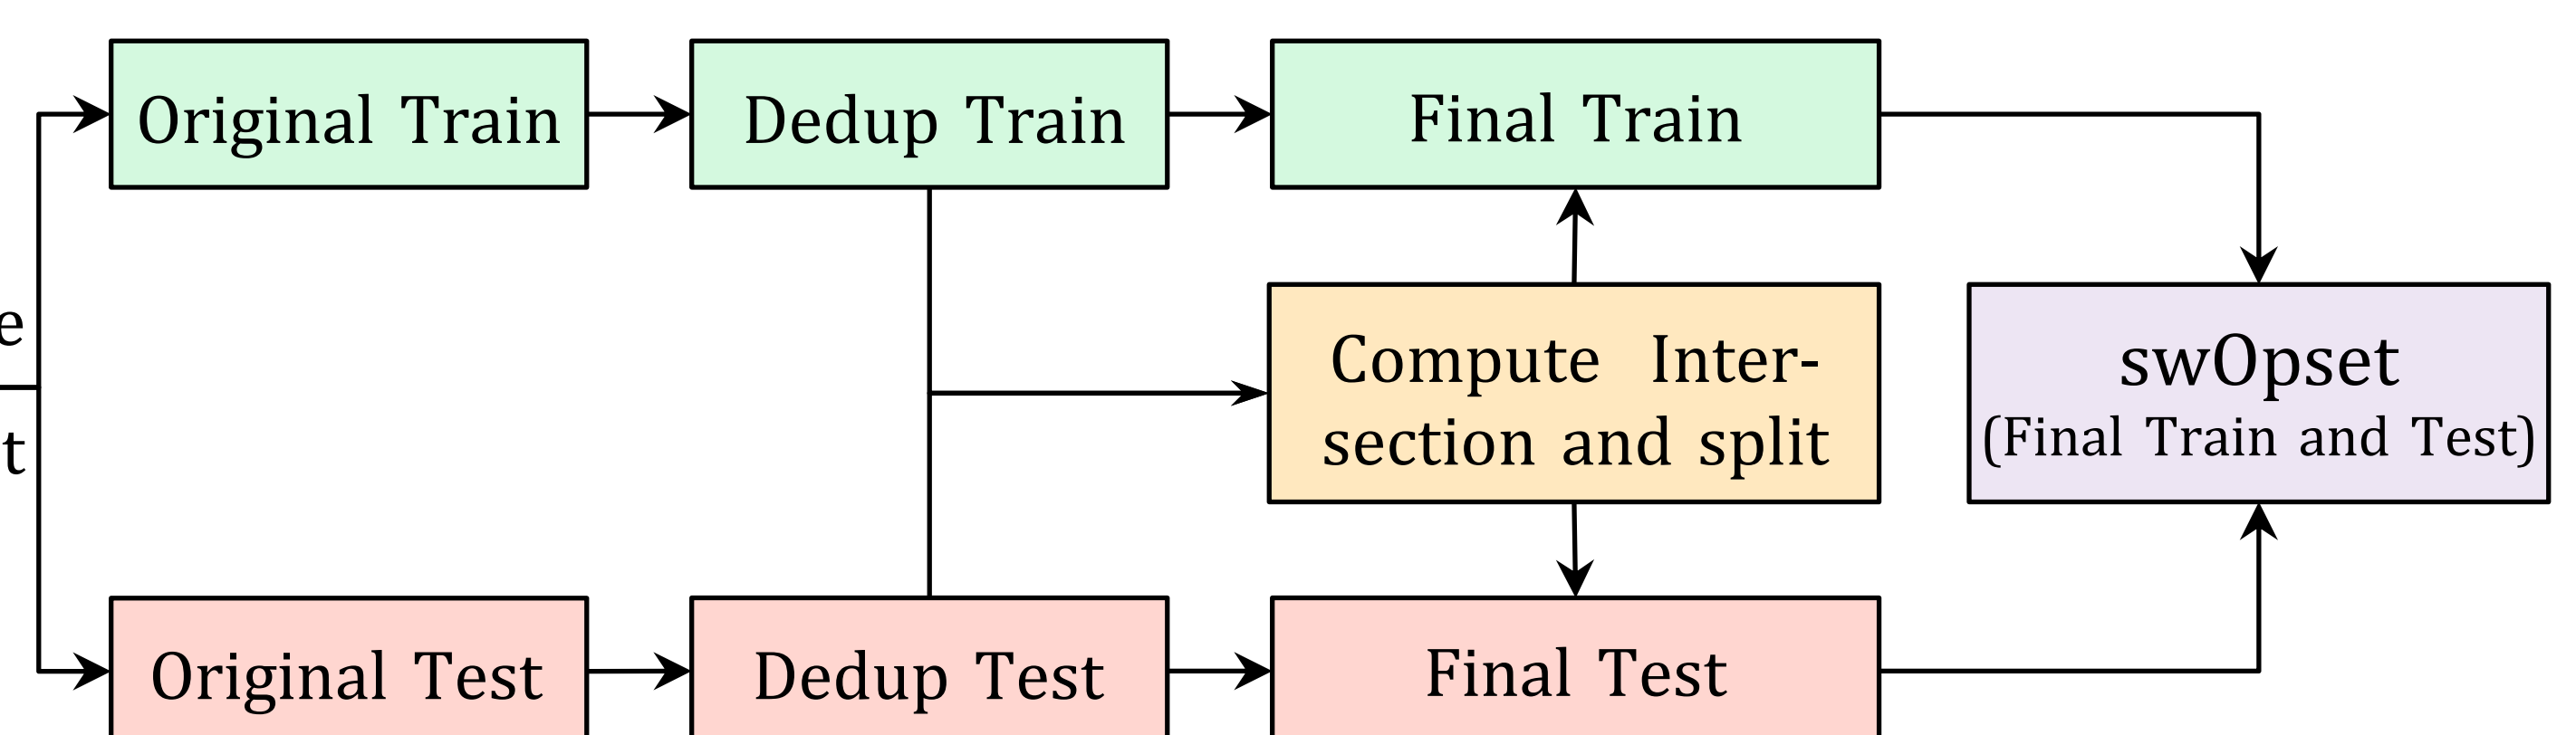 Original Train
Dedup Train
Final Train
e
t
Compute Inter-
section and split
swOpset
(Final Train and Test)
Original Test
Dedup Test
Final Test